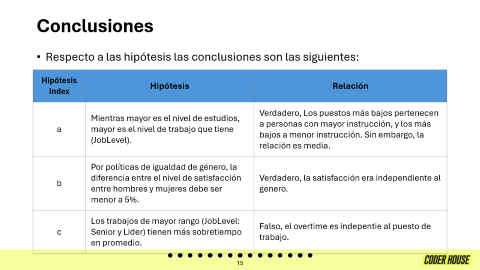 Conclusiones
• Respecto a las hipótesis las conclusiones son las siguientes:
Hipótesis
Index
Hipótesis
Relación
a
Mientras mayor es el nivel de estudios,
mayor es el nivel de trabajo que tiene
(JobLevel).
Verdadero, Los puestos más bajos pertenecen
a personas con mayor instrucción, y los más
bajos a menor instrucción. Sin embargo, la
relación es media.
b
Por políticas de igualdad de género, la
diferencia entre el nivel de satisfacción
entre hombres y mujeres debe ser
menor a 5%.
Verdadero, la satisfacción era independiente al
genero.
c
Los trabajos de mayor rango (JobLevel:
Senior y Lider) tienen más sobretiempo
en promedio.
Falso, el overtime es indepentie al puesto de
trabajo.
15
CODER HOUSE